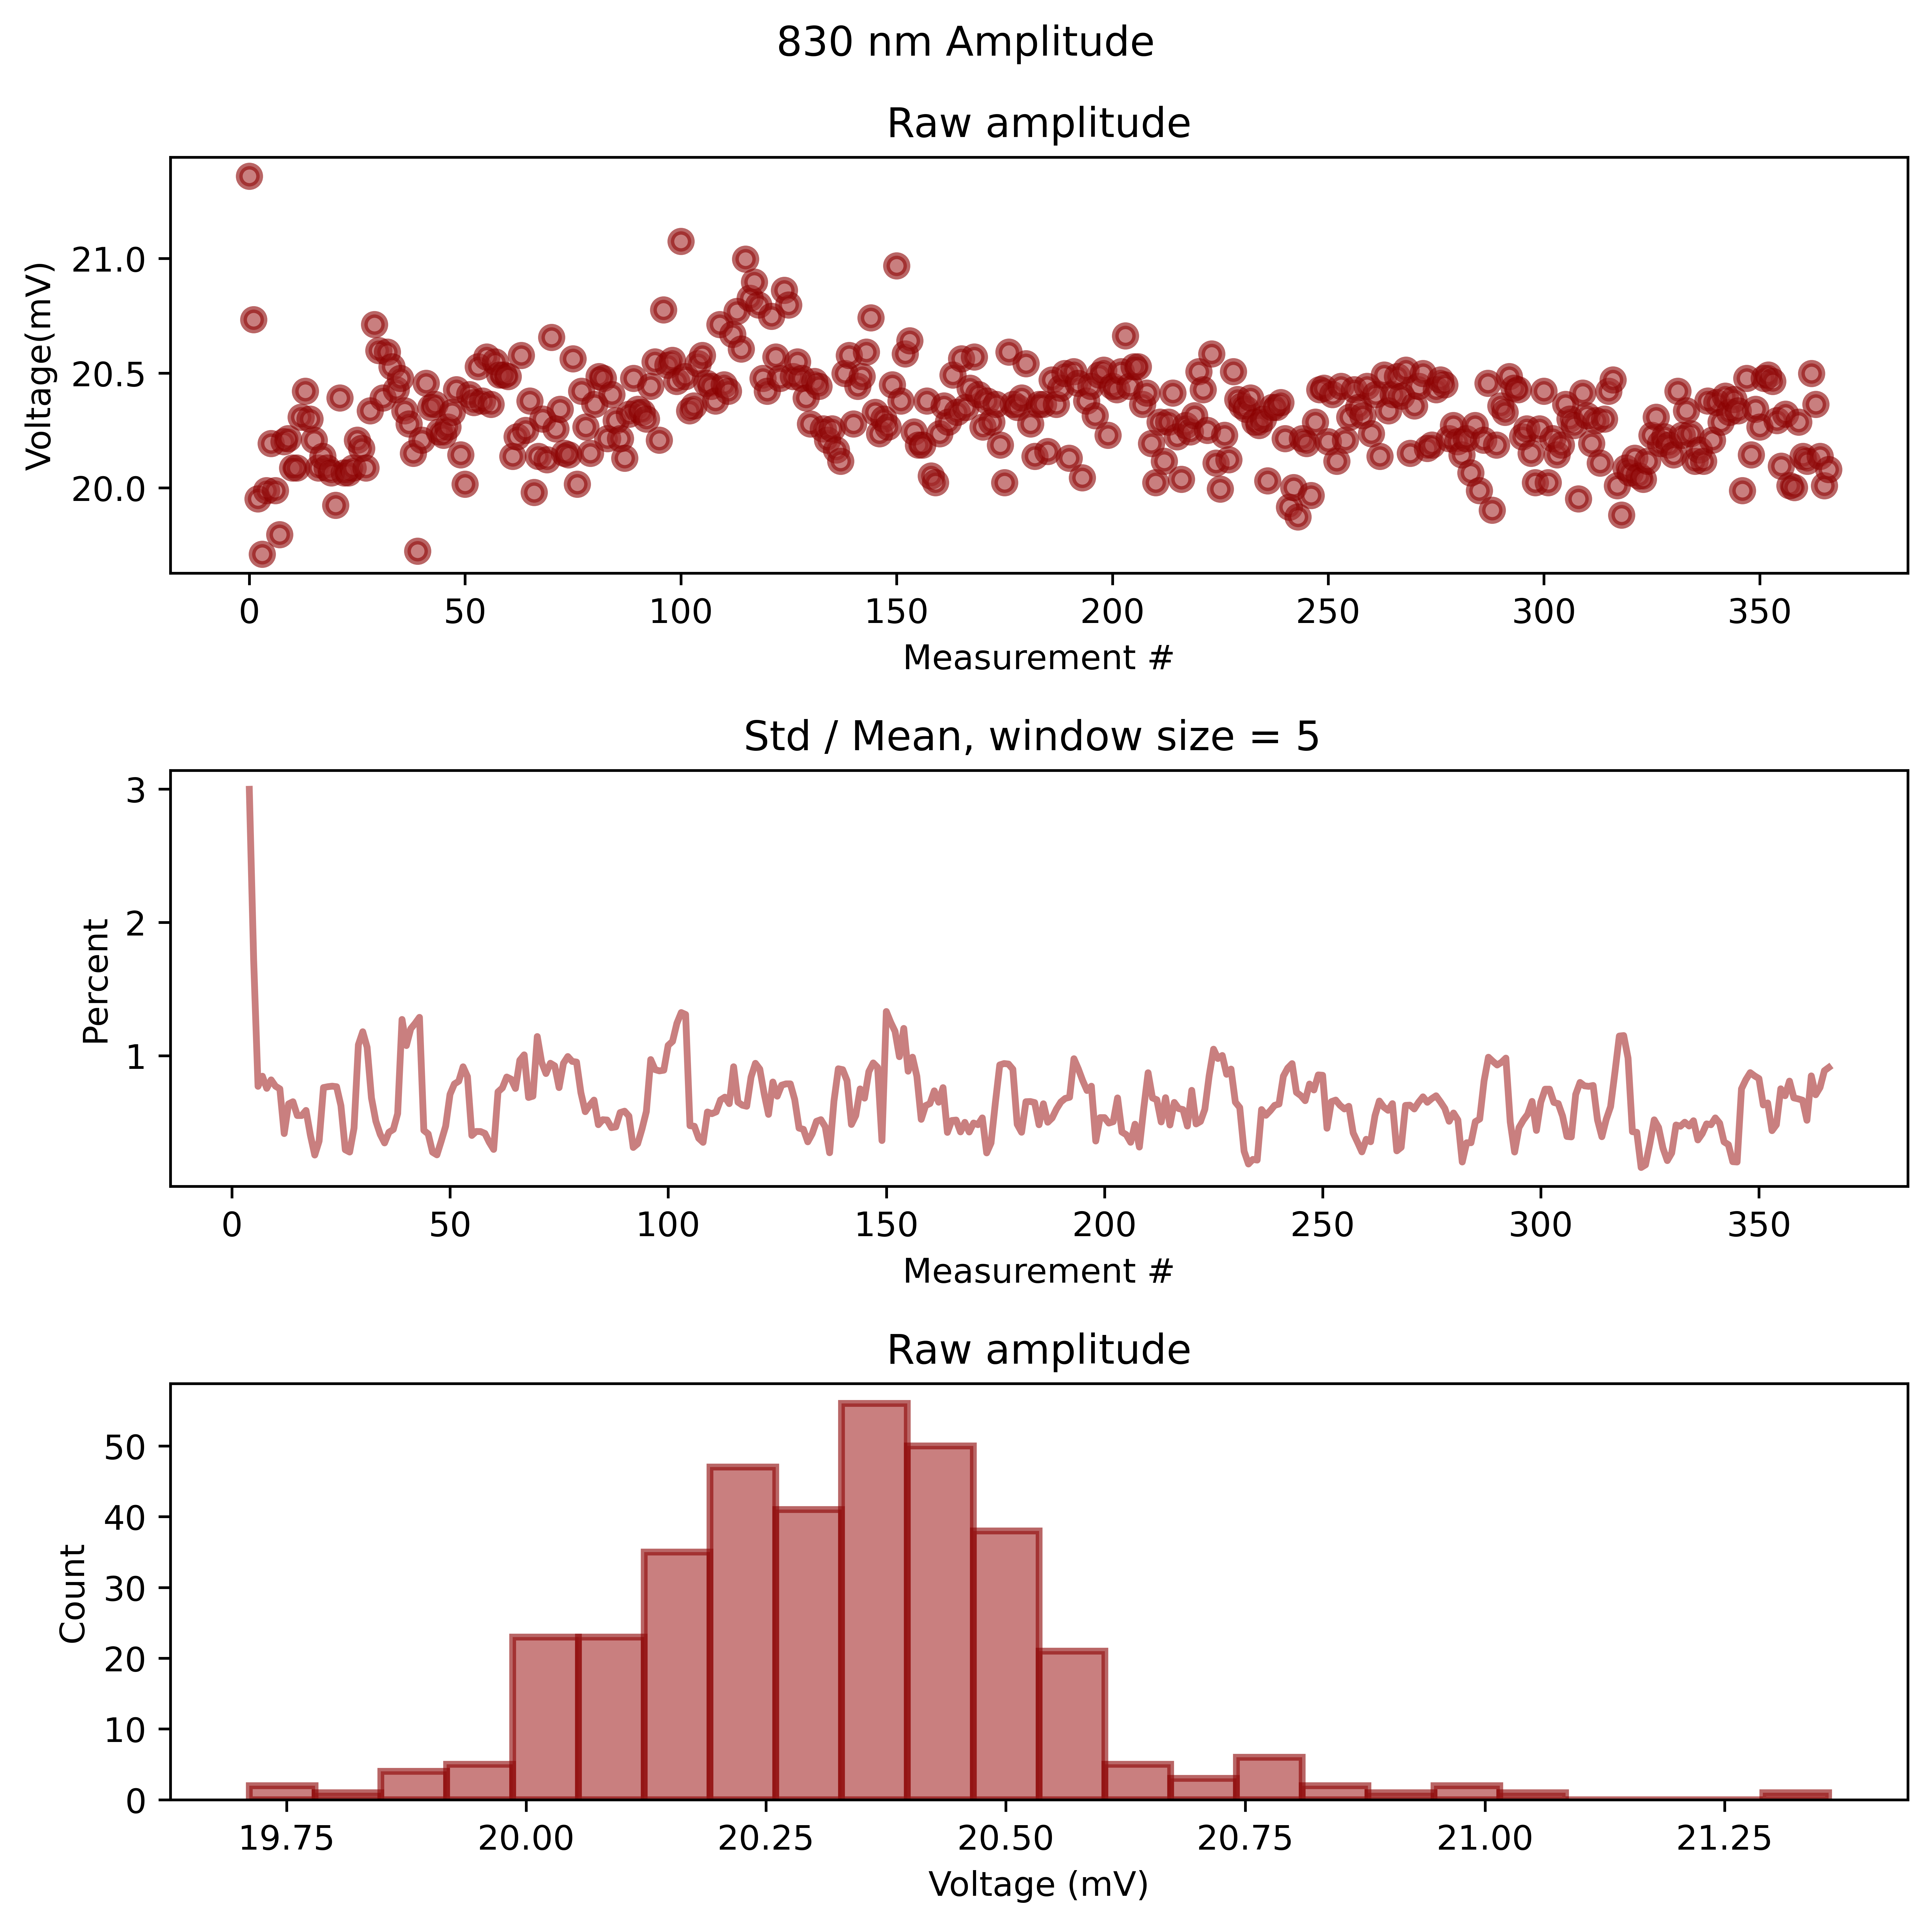 830 nm Amplitude
Raw amplitude
Voltage(mV)
21.0
20.5
20.0
0 50 100 150 200 250 300 350
Measurement #
Std / Mean, window size = 5
Percent
3
2
1
0 50 100 150 200 250 300 350
Measurement #
Raw amplitude
Count
50
40
30
20
10
0
19.75 20.00 20.25 20.50 20.75 21.00 21.25
Voltage (mV)